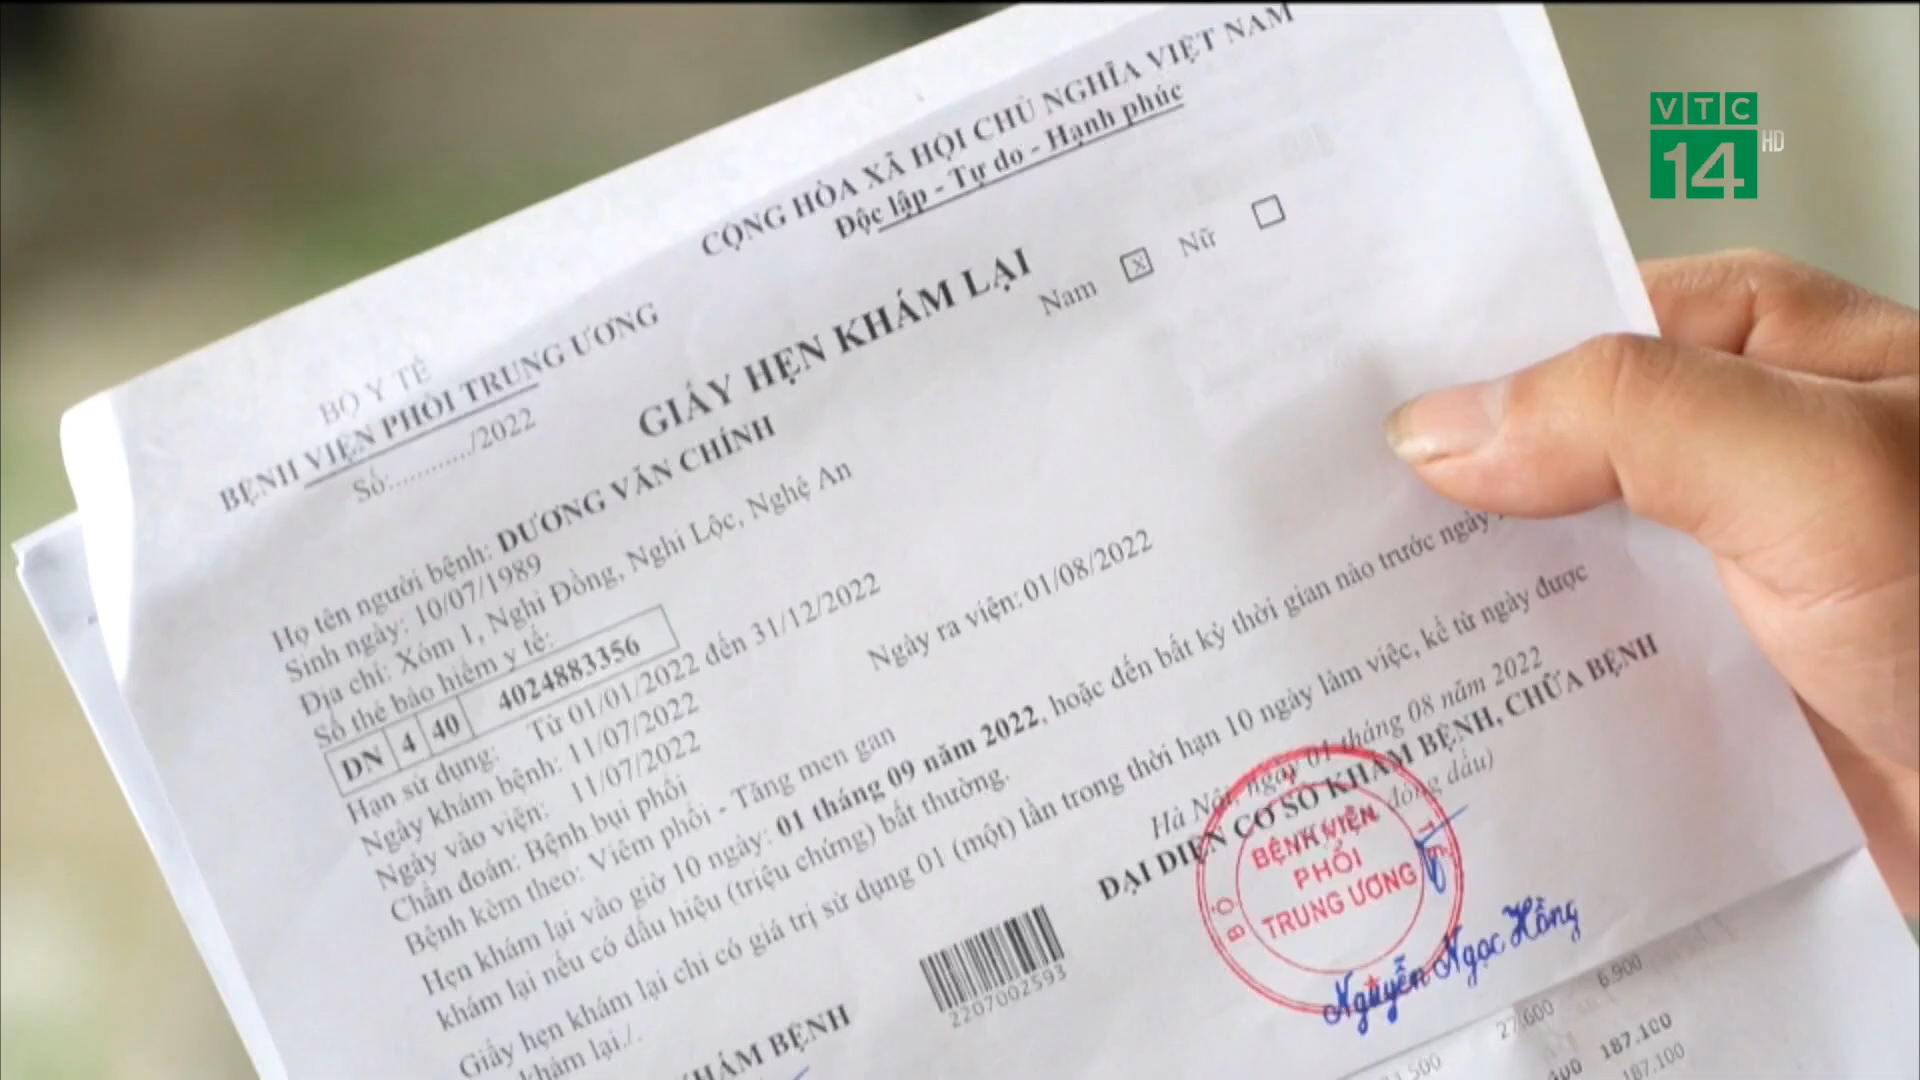 VTC
14 HD
CỘNG HÒA XÃ HỘI CHỦ NGHĨA VIỆT NAM
Độc lập - Tự do - Hạnh phúc
BỘ Y TẾ
BỆNH VIỆN PHỔI TRUNG ƯƠNG
Số:............/2022
GIẤY HẸN KHÁM LẠI
Nam X Nữ
Họ tên người bệnh: DƯƠNG VĂN CHÍNH
Sinh ngày: 10/07/1989
Địa chỉ: Xóm 1, Nghi Đồng, Nghi Lộc, Nghệ An
Số thẻ bảo hiểm y tế:
DN 4 40 4024883356
Hạn sử dụng: Từ 01/01/2022 đến 31/12/2022
Ngày khám bệnh: 11/07/2022
Ngày vào viện: 11/07/2022 Ngày ra viện: 01/08/2022
Chẩn đoán: Bệnh bụi phổi
Bệnh kèm theo: Viêm phổi - Tăng men gan
Hẹn khám lại vào giờ 10 ngày: 01 tháng 09 năm 2022, hoặc đến bất kỳ thời gian nào trước ngày
khám lại nếu có dấu hiệu (triệu chứng) bất thường.
Giấy hẹn khám lại chỉ có giá trị sử dụng 01 (một) lần trong thời hạn 10 ngày làm việc, kể từ ngày được
khám lại./.
Hà Nội, ngày 01 tháng 08 năm 2022
ĐẠI DIỆN CƠ SỞ KHÁM BỆNH, CHỮA BỆNH
đóng dấu)
BỘ Y TẾ
BỆNH VIỆN
PHỔI
TRUNG ƯƠNG
Nguyễn Ngọc Hồng
2207002593
KHÁM BỆNH
6.900
27.600
187.100
187.100